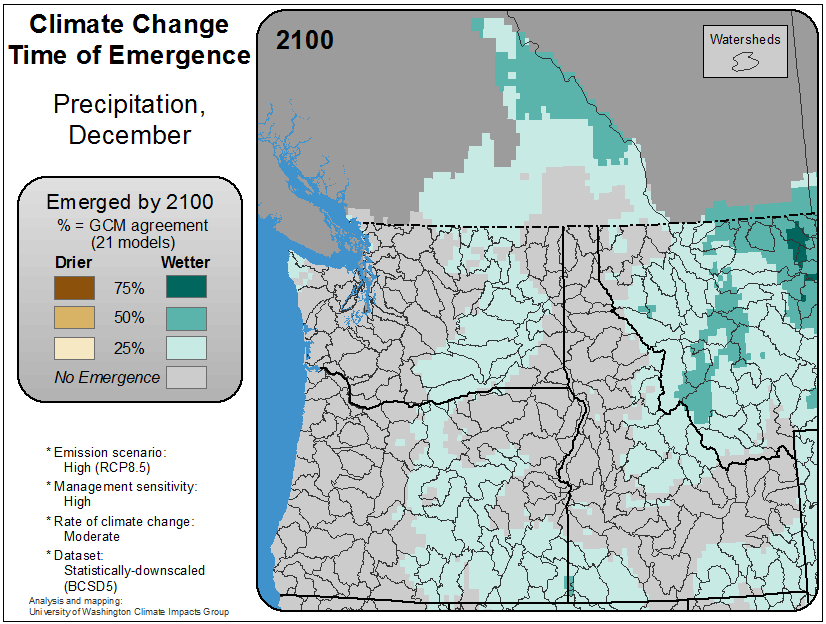 Climate Change
Time of Emergence
Precipitation,
December
Emerged by 2100
% = GCM agreement
(21 models)
Drier Wetter
75%
50%
25%
No Emergence
* Emission scenario:
High (RCP8.5)
* Management sensitivity:
High
* Rate of climate change:
Moderate
* Dataset:
Statistically-downscaled
(BCSD5)
Analysis and mapping:
University of Washington Climate Impacts Group
2100
Watersheds